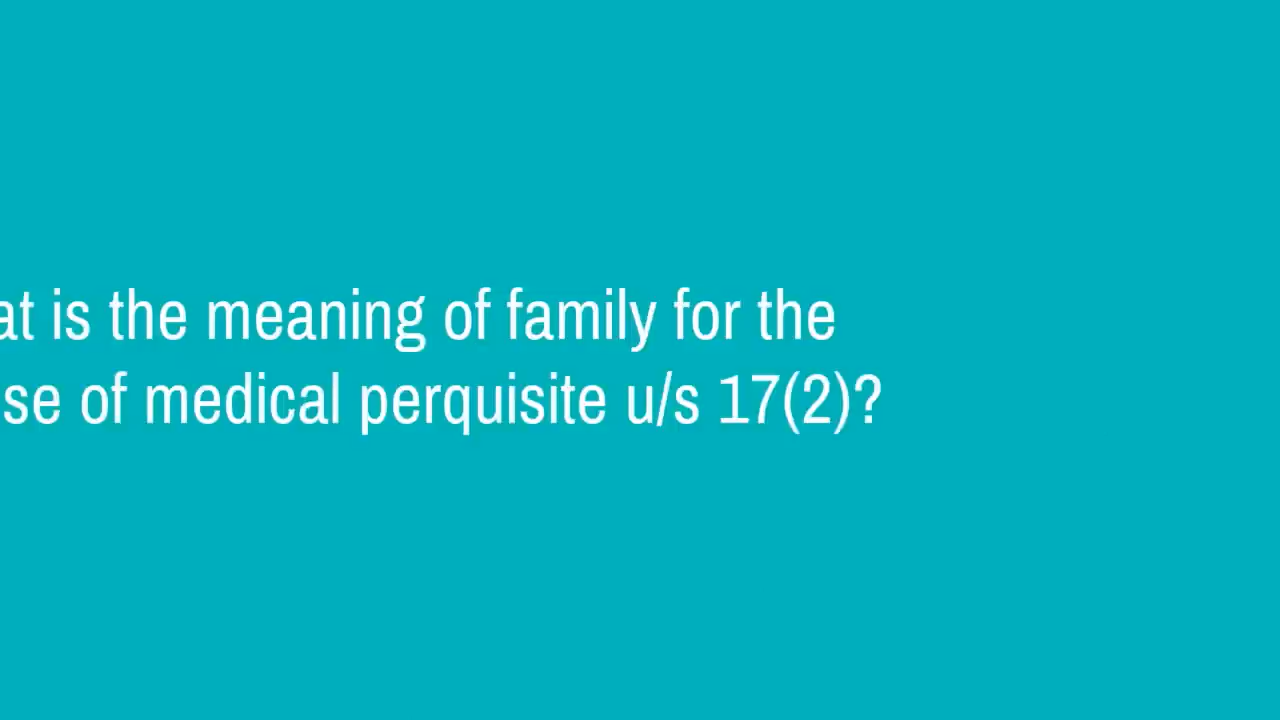 at is the meaning of family for the
se of medical perquisite u/s 17(2)?